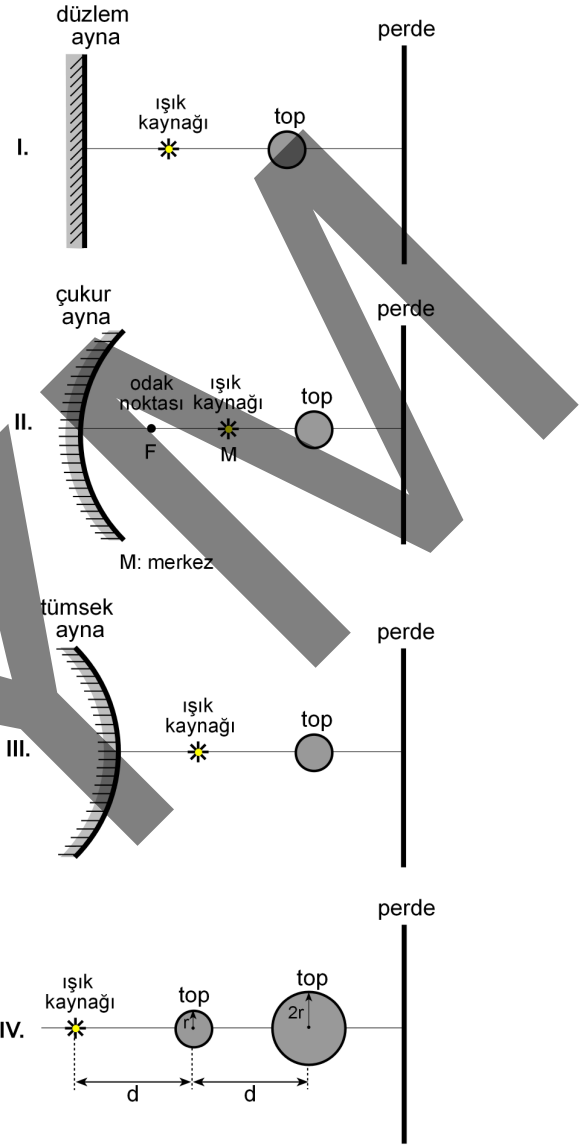 düzlem
ayna
perde
ışık
kaynağı
top
I.
çukur
ayna
perde
odak
noktası
ışık
kaynağı
top
II.
F
M
M: merkez
tümsek
ayna
perde
ışık
kaynağı
top
III.
perde
ışık
kaynağı
top
top
r
2r
IV.
d
d